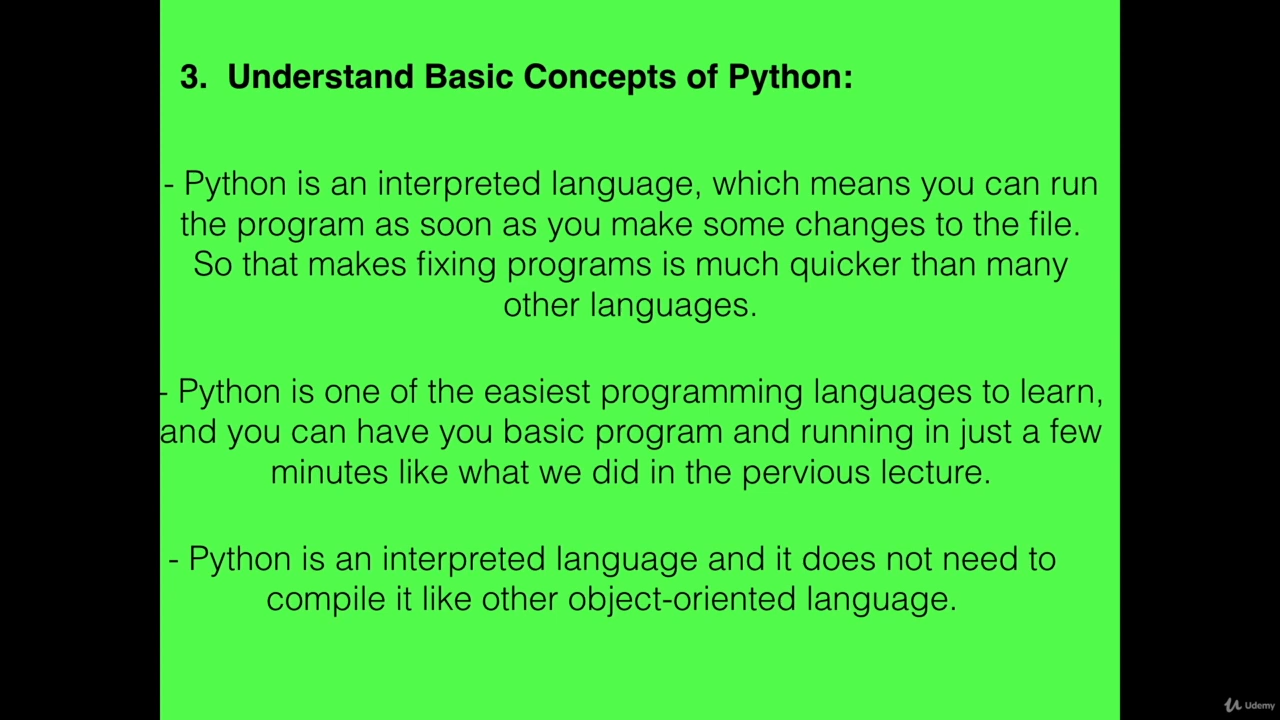 3. Understand Basic Concepts of Python:
- Python is an interpreted language, which means you can run
the program as soon as you make some changes to the file.
So that makes fixing programs is much quicker than many
other languages.
- Python is one of the easiest programming languages to learn,
and you can have you basic program and running in just a few
minutes like what we did in the pervious lecture.
- Python is an interpreted language and it does not need to
compile it like other object-oriented language.
Udemy